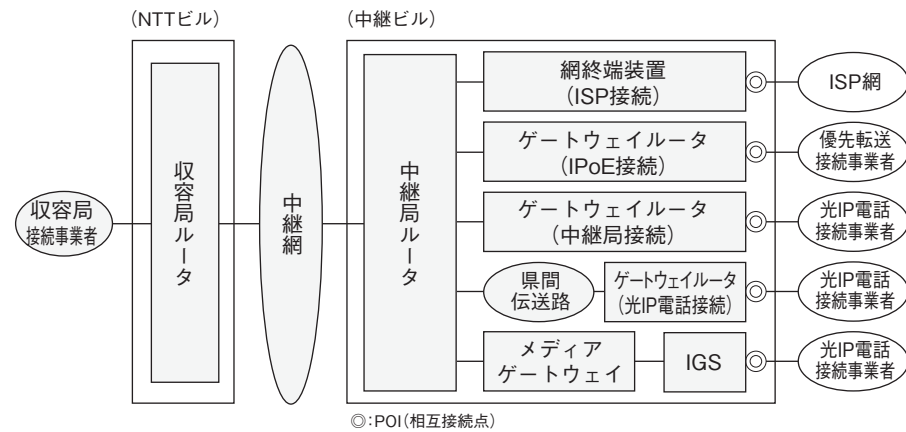 (NTTビル)
(中継ビル)
収容局
接続事業者
収容局ルータ
中継網
中継局ルータ
網終端装置
(ISP接続)
ISP網
ゲートウェイルータ
(IPoE接続)
優先転送
接続事業者
ゲートウェイルータ
(中継局接続)
光IP電話
接続事業者
県間
伝送路
ゲートウェイルータ
(光IP電話接続)
光IP電話
接続事業者
メディア
ゲートウェイ
IGS
光IP電話
接続事業者
◎:POI(相互接続点)